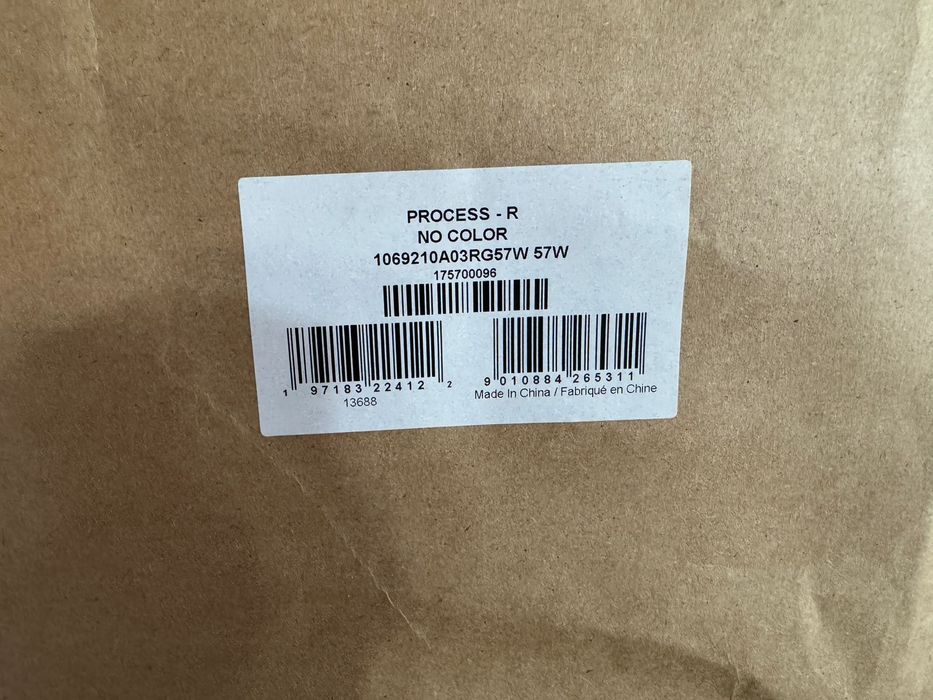 PROCESS - R
NO COLOR
1069210A03RG57W 57W
175700096
1 97183 22412 2
9 010884 265311
13688
Made In China / Fabriqué en Chine